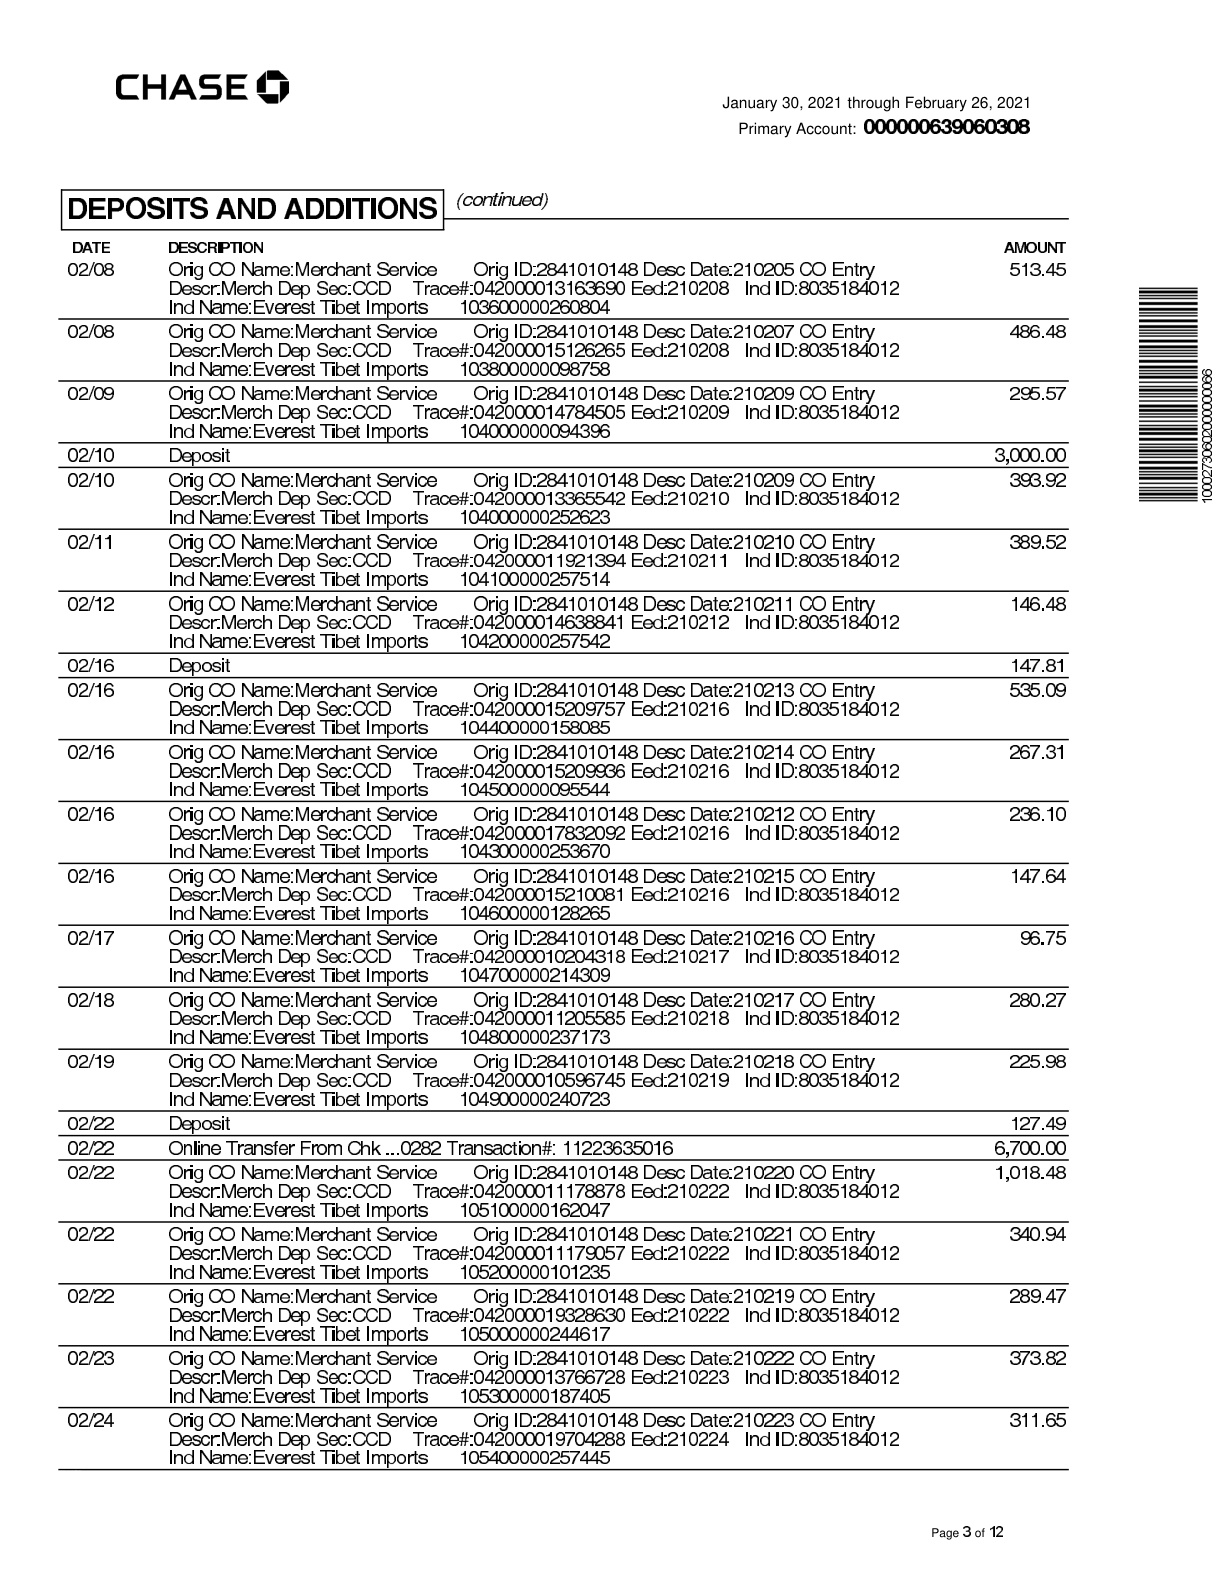 CHASE
January 30, 2021 through February 26, 2021
Primary Account: 000000639060308
DEPOSITS AND ADDITIONS (continued)
DATE DESCRIPTION AMOUNT
02/08 Orig CO Name:Merchant Service Orig ID:2841010148 Desc Date:210205 CO Entry 513.45
Descr:Merch Dep Sec:CCD Trace#:042000013163690 Eed:210208 Ind ID:8035184012
Ind Name:Everest Tibet Imports 103600000260804
02/08 Orig CO Name:Merchant Service Orig ID:2841010148 Desc Date:210207 CO Entry 486.48
Descr:Merch Dep Sec:CCD Trace#:042000015126265 Eed:210208 Ind ID:8035184012
Ind Name:Everest Tibet Imports 103800000098758
02/09 Orig CO Name:Merchant Service Orig ID:2841010148 Desc Date:210209 CO Entry 295.57
Descr:Merch Dep Sec:CCD Trace#:042000014784505 Eed:210209 Ind ID:8035184012
Ind Name:Everest Tibet Imports 104000000094396
02/10 Deposit 3,000.00
02/10 Orig CO Name:Merchant Service Orig ID:2841010148 Desc Date:210209 CO Entry 393.92
Descr:Merch Dep Sec:CCD Trace#:042000013365542 Eed:210210 Ind ID:8035184012
Ind Name:Everest Tibet Imports 104000000252623
02/11 Orig CO Name:Merchant Service Orig ID:2841010148 Desc Date:210210 CO Entry 389.52
Descr:Merch Dep Sec:CCD Trace#:042000011921394 Eed:210211 Ind ID:8035184012
Ind Name:Everest Tibet Imports 104100000257514
02/12 Orig CO Name:Merchant Service Orig ID:2841010148 Desc Date:210211 CO Entry 146.48
Descr:Merch Dep Sec:CCD Trace#:042000014638841 Eed:210212 Ind ID:8035184012
Ind Name:Everest Tibet Imports 104200000257542
02/16 Deposit 147.81
02/16 Orig CO Name:Merchant Service Orig ID:2841010148 Desc Date:210213 CO Entry 535.09
Descr:Merch Dep Sec:CCD Trace#:042000015209757 Eed:210216 Ind ID:8035184012
Ind Name:Everest Tibet Imports 104400000158085
02/16 Orig CO Name:Merchant Service Orig ID:2841010148 Desc Date:210214 CO Entry 267.31
Descr:Merch Dep Sec:CCD Trace#:042000015209936 Eed:210216 Ind ID:8035184012
Ind Name:Everest Tibet Imports 104500000095544
02/16 Orig CO Name:Merchant Service Orig ID:2841010148 Desc Date:210212 CO Entry 236.10
Descr:Merch Dep Sec:CCD Trace#:042000017832092 Eed:210216 Ind ID:8035184012
Ind Name:Everest Tibet Imports 104300000253670
02/16 Orig CO Name:Merchant Service Orig ID:2841010148 Desc Date:210215 CO Entry 147.64
Descr:Merch Dep Sec:CCD Trace#:042000015210081 Eed:210216 Ind ID:8035184012
Ind Name:Everest Tibet Imports 104600000128265
02/17 Orig CO Name:Merchant Service Orig ID:2841010148 Desc Date:210216 CO Entry 96.75
Descr:Merch Dep Sec:CCD Trace#:042000010204318 Eed:210217 Ind ID:8035184012
Ind Name:Everest Tibet Imports 104700000214309
02/18 Orig CO Name:Merchant Service Orig ID:2841010148 Desc Date:210217 CO Entry 280.27
Descr:Merch Dep Sec:CCD Trace#:042000011205585 Eed:210218 Ind ID:8035184012
Ind Name:Everest Tibet Imports 104800000237173
02/19 Orig CO Name:Merchant Service Orig ID:2841010148 Desc Date:210218 CO Entry 225.98
Descr:Merch Dep Sec:CCD Trace#:042000010596745 Eed:210219 Ind ID:8035184012
Ind Name:Everest Tibet Imports 104900000240723
02/22 Deposit 127.49
02/22 Online Transfer From Chk ...0282 Transaction#: 11223635016 6,700.00
02/22 Orig CO Name:Merchant Service Orig ID:2841010148 Desc Date:210220 CO Entry 1,018.48
Descr:Merch Dep Sec:CCD Trace#:042000011178878 Eed:210222 Ind ID:8035184012
Ind Name:Everest Tibet Imports 105100000162047
02/22 Orig CO Name:Merchant Service Orig ID:2841010148 Desc Date:210221 CO Entry 340.94
Descr:Merch Dep Sec:CCD Trace#:042000011179057 Eed:210222 Ind ID:8035184012
Ind Name:Everest Tibet Imports 105200000101235
02/22 Orig CO Name:Merchant Service Orig ID:2841010148 Desc Date:210219 CO Entry 289.47
Descr:Merch Dep Sec:CCD Trace#:042000019328630 Eed:210222 Ind ID:8035184012
Ind Name:Everest Tibet Imports 105000000244617
02/23 Orig CO Name:Merchant Service Orig ID:2841010148 Desc Date:210222 CO Entry 373.82
Descr:Merch Dep Sec:CCD Trace#:042000013766728 Eed:210223 Ind ID:8035184012
Ind Name:Everest Tibet Imports 105300000187405
02/24 Orig CO Name:Merchant Service Orig ID:2841010148 Desc Date:210223 CO Entry 311.65
Descr:Merch Dep Sec:CCD Trace#:042000019704288 Eed:210224 Ind ID:8035184012
Ind Name:Everest Tibet Imports 105400000257445
10002730602000000066
Page 3 of 12